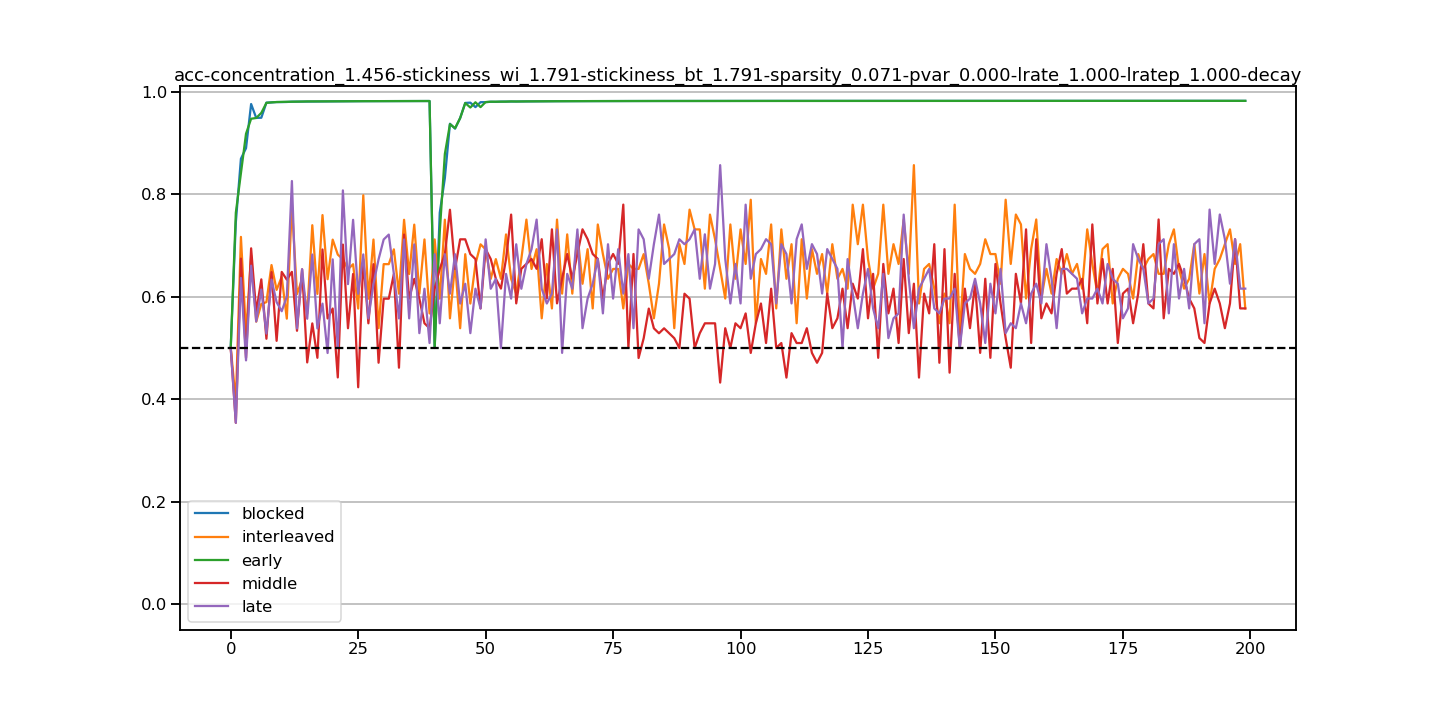 acc-concentration_1.456-stickiness_wi_1.791-stickiness_bt_1.791-sparsity_0.071-pvar_0.000-lrate_1.000-lratep_1.000-decay
1.0
0.8
0.6
0.4
0.2
0.0
blocked
interleaved
early
middle
late
0 25 50 75 100 125 150 175 200